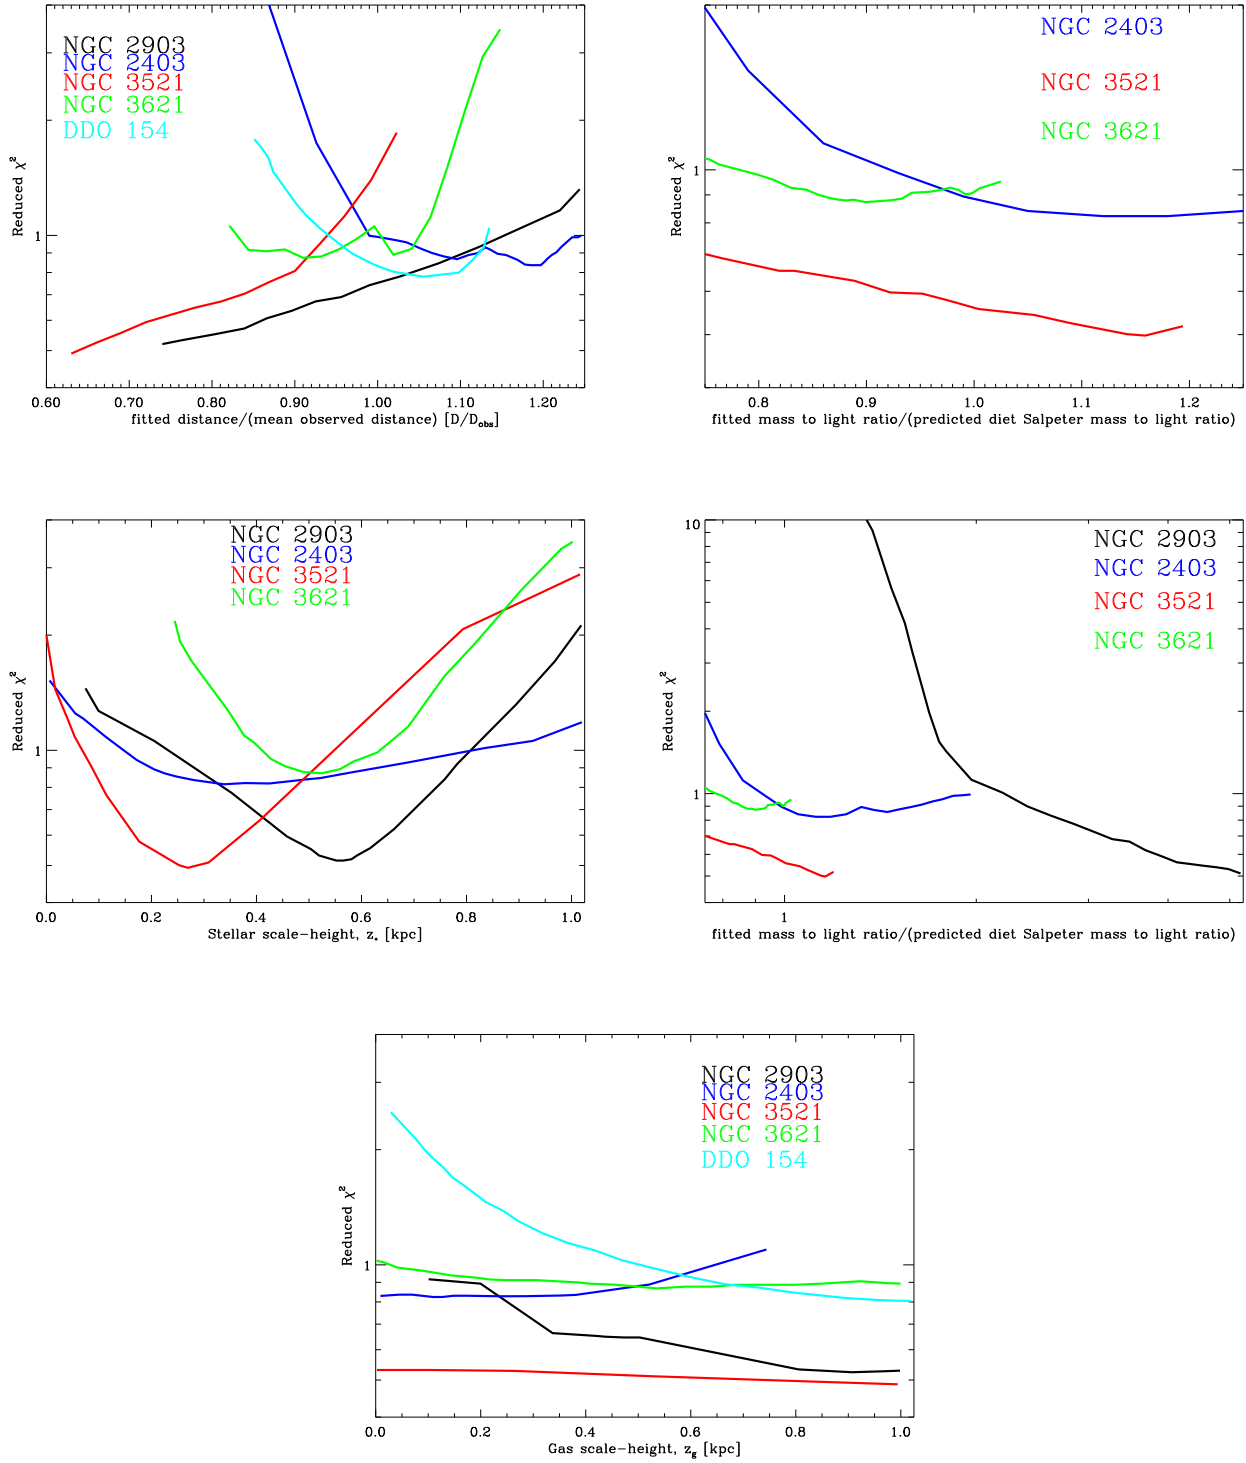 NGC 2903
NGC 2403
NGC 3521
NGC 3621
DDO 154
Reduced χ²
1
0.60 0.70 0.80 0.90 1.00 1.10 1.20
fitted distance/(mean observed distance) [D/D_obs]
NGC 2403
NGC 3521
NGC 3621
Reduced χ²
1
0.8 0.9 1.0 1.1 1.2
fitted mass to light ratio/(predicted diet Salpeter mass to light ratio)
NGC 2903
NGC 2403
NGC 3521
NGC 3621
Reduced χ²
1
0.0 0.2 0.4 0.6 0.8 1.0
Stellar scale-height, z_* [kpc]
NGC 2903
NGC 2403
NGC 3521
NGC 3621
Reduced χ²
10
1
1
fitted mass to light ratio/(predicted diet Salpeter mass to light ratio)
NGC 2903
NGC 2403
NGC 3521
NGC 3621
DDO 154
Reduced χ²
1
0.0 0.2 0.4 0.6 0.8 1.0
Gas scale-height, z_g [kpc]